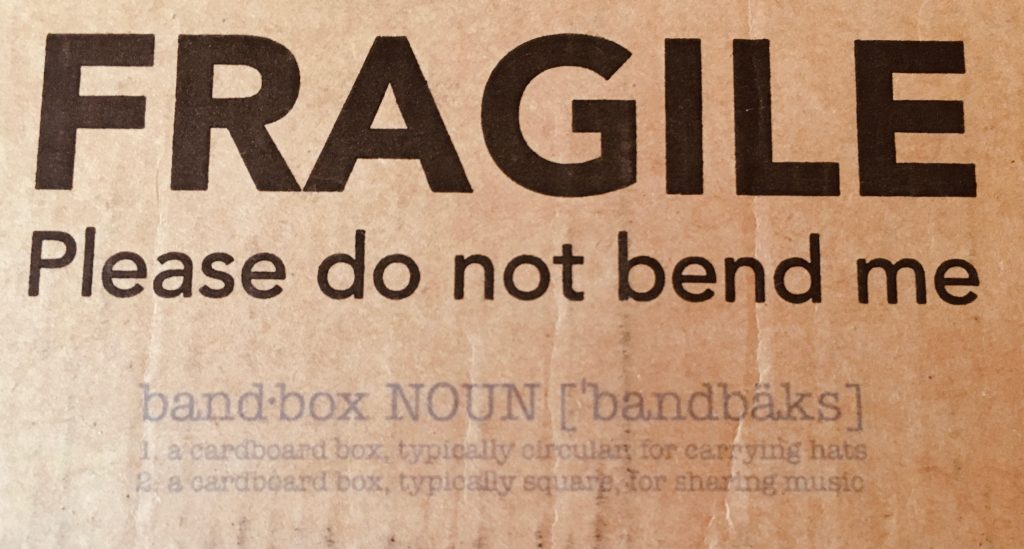 FRAGILE
Please do not bend me
band·box NOUN [ˈbandbäks]
1. a cardboard box, typically circular, for carrying hats
2. a cardboard box, typically square, for sharing music